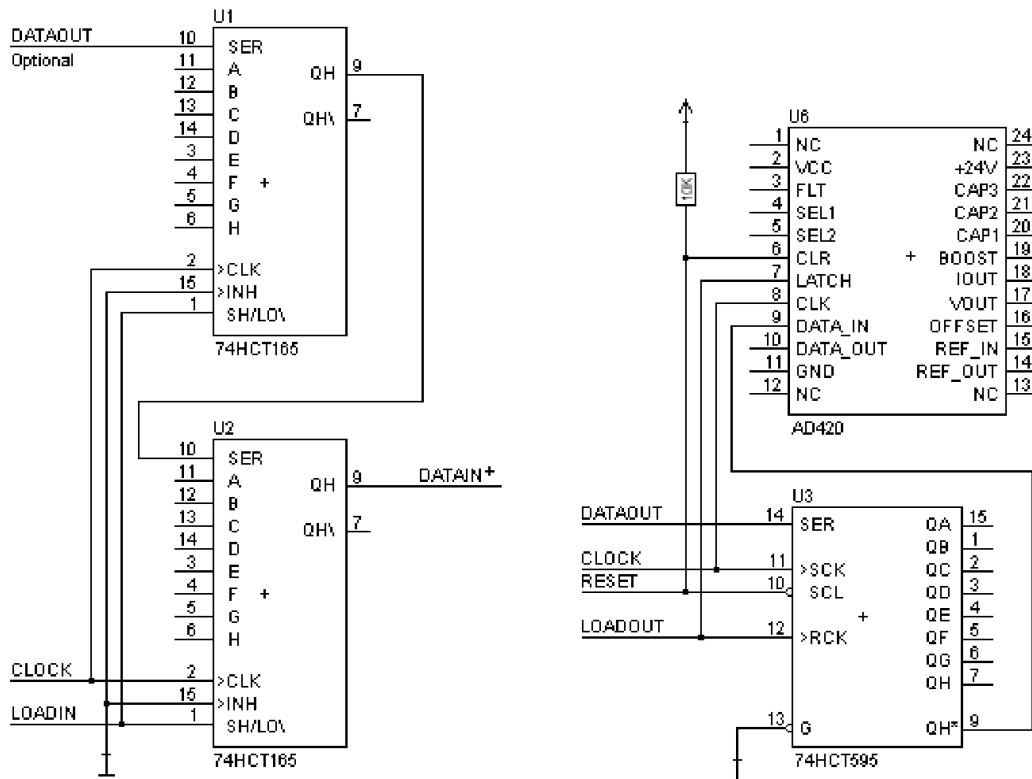 U1
DATAOUT
Optional
10 SER
11 A
12 B
13 C
14 D
3 E
4 F
5 G
6 H
2 >CLK
15 >INH
1 SH/LO\
QH 9
QH\ 7
74HCT165
U2
10 SER
11 A
12 B
13 C
14 D
3 E
4 F
5 G
6 H
2 >CLK
15 >INH
1 SH/LO\
QH 9
QH\ 7
DATAIN+
CLOCK
LOADIN
74HCT165
10K
U6
1 NC NC 24
2 VCC +24V 23
3 FLT CAP3 22
4 SEL1 CAP2 21
5 SEL2 CAP1 20
6 CLR BOOST 19
7 LATCH IOUT 18
8 CLK VOUT 17
9 DATA_IN OFFSET 16
10 DATA_OUT REF_IN 15
11 GND REF_OUT 14
12 NC NC 13
AD420
U3
DATAOUT 14 SER
CLOCK 11 >SCK
RESET 10 SCL
LOADOUT 12 >RCK
13 G
QA 15
QB 1
QC 2
QD 3
QE 4
QF 5
QG 6
QH 7
QH* 9
74HCT595